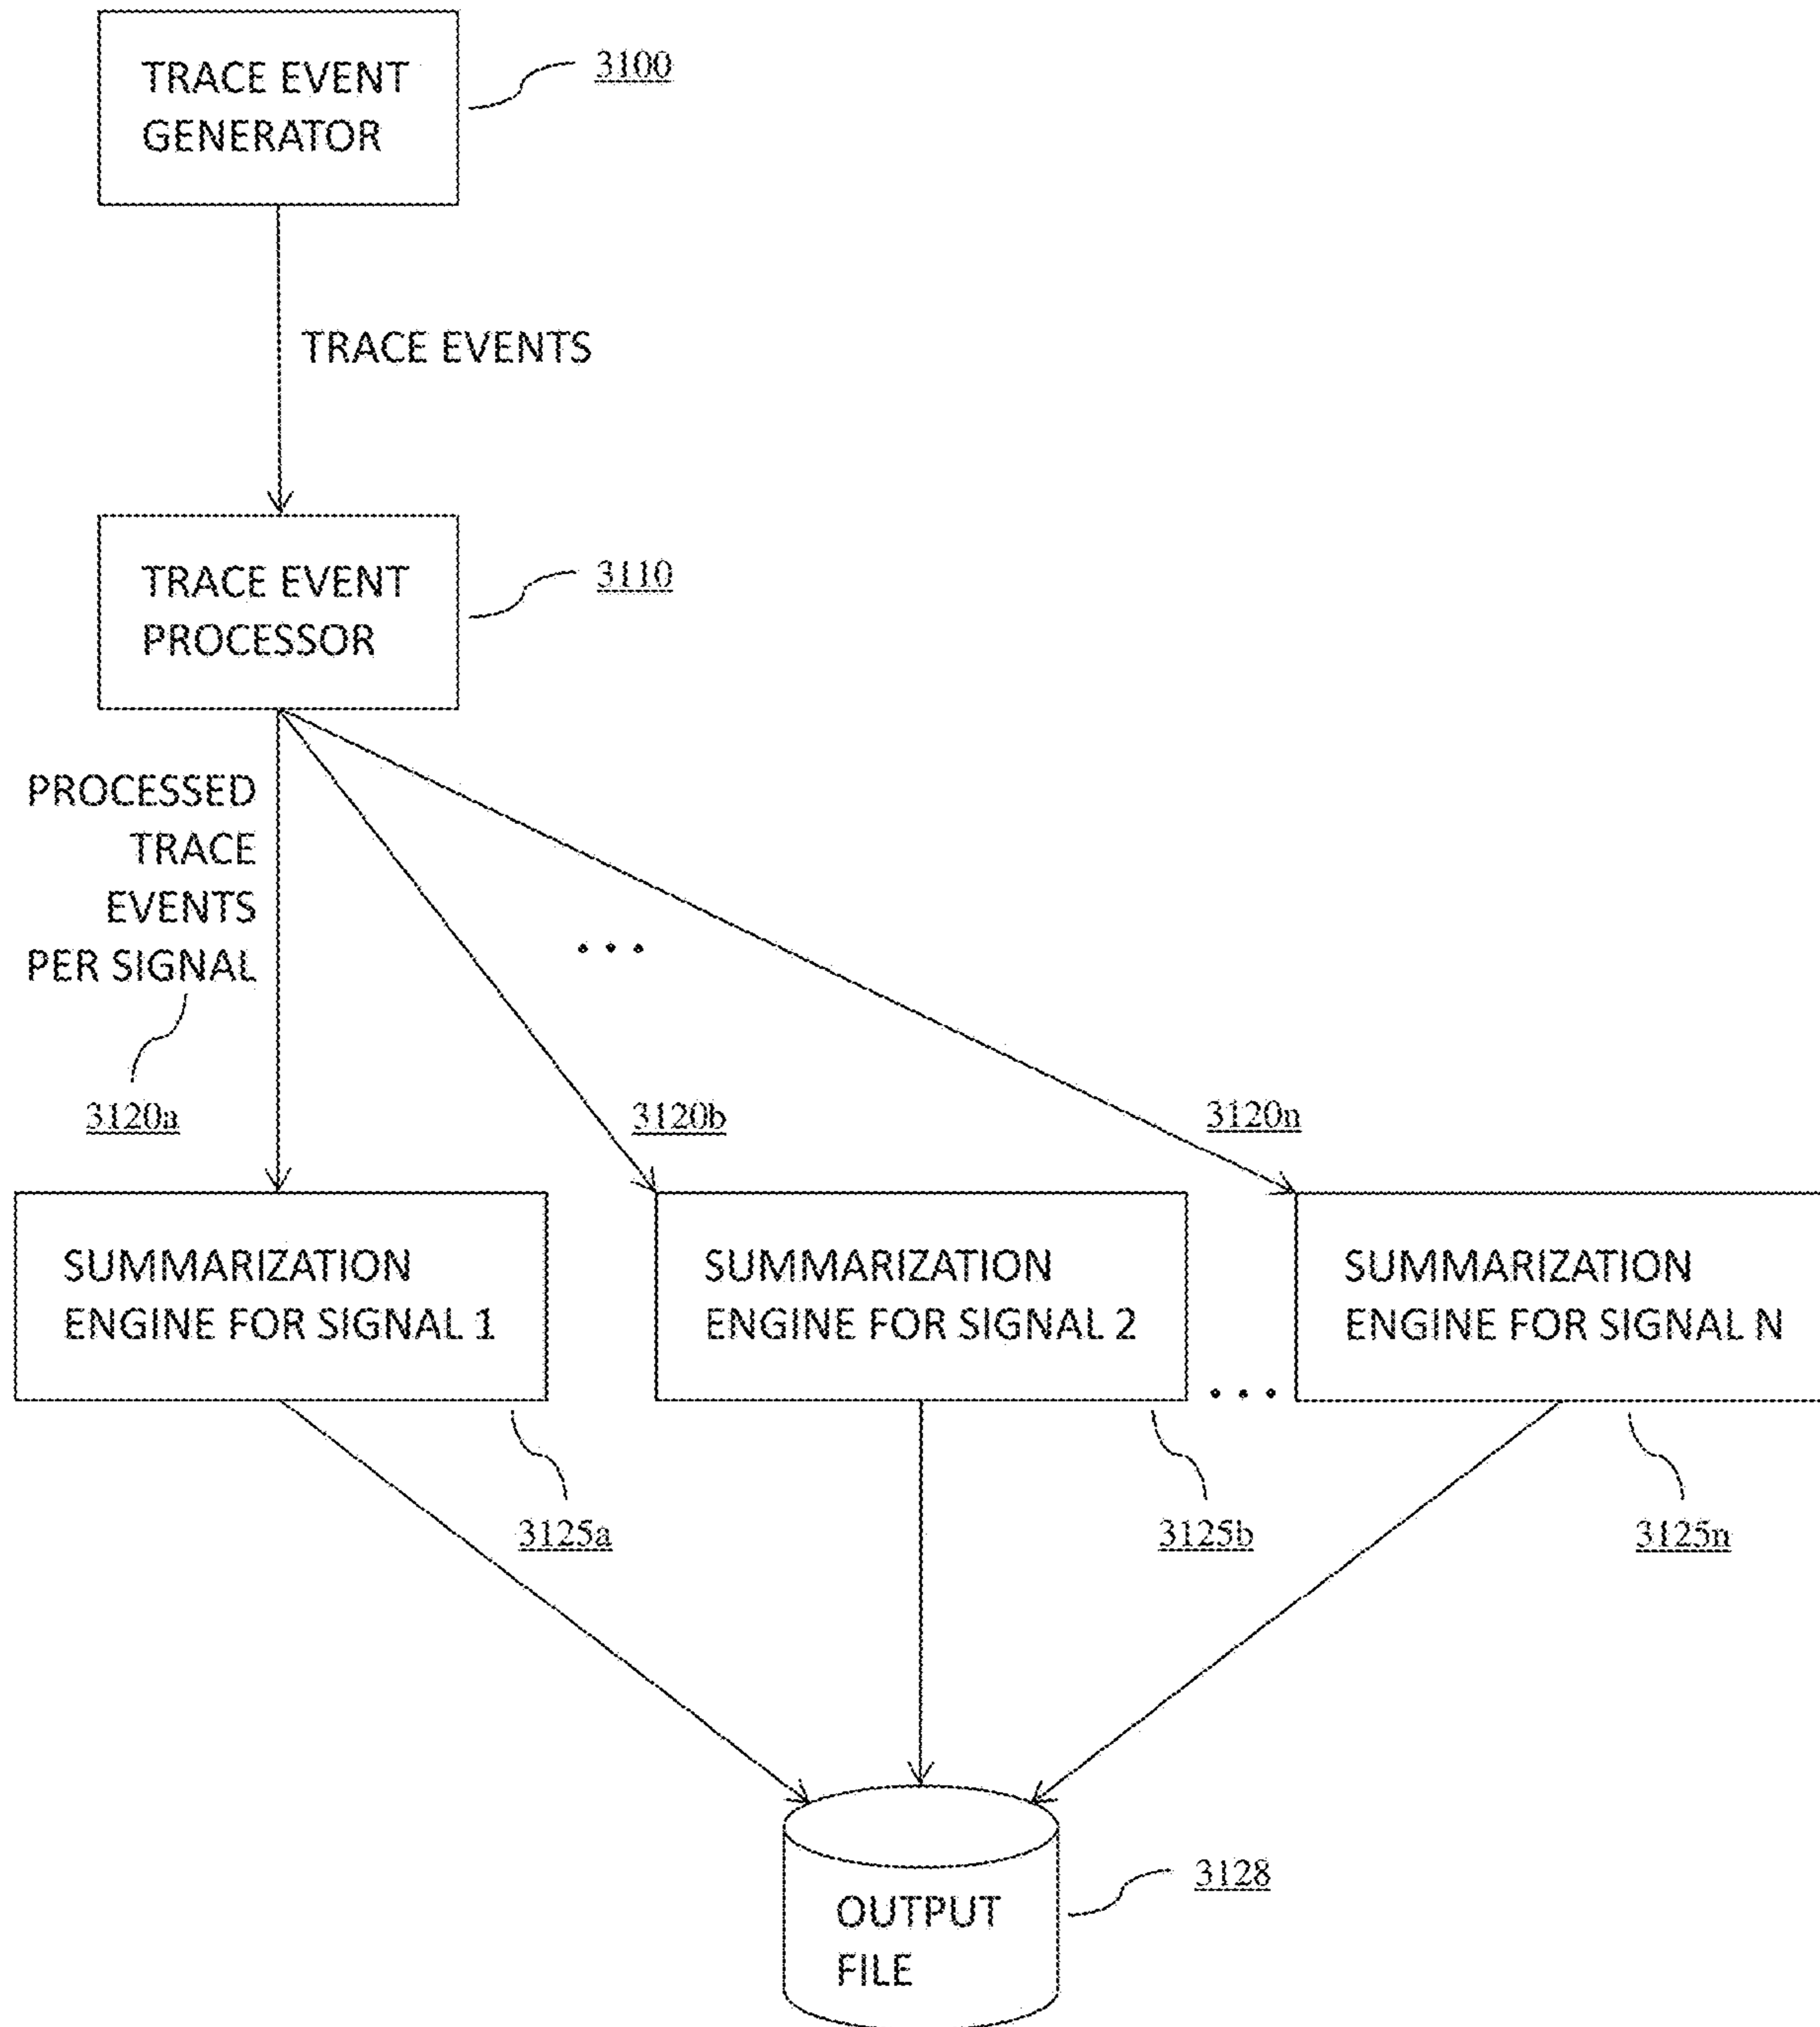 TRACE EVENT
GENERATOR
3100
TRACE EVENTS
TRACE EVENT
PROCESSOR
3110
PROCESSED
TRACE
EVENTS
PER SIGNAL
...
3120a
3120b
3120n
SUMMARIZATION
ENGINE FOR SIGNAL 1
SUMMARIZATION
ENGINE FOR SIGNAL 2
...
SUMMARIZATION
ENGINE FOR SIGNAL N
3125a
3125b
3125n
OUTPUT
FILE
3128